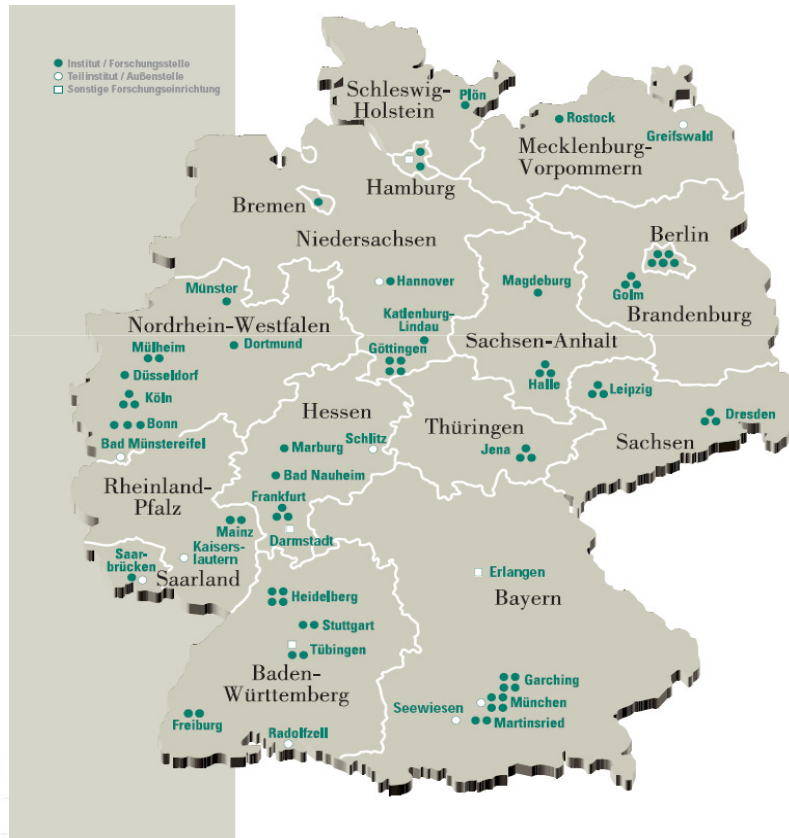 Institut / Forschungsstelle
Teilinstitut / Außenstelle
Sonstige Forschungseinrichtung
Schleswig-
Holstein
Plön
Rostock
Greifswald
Mecklenburg-
Vorpommern
Hamburg
Bremen
Niedersachsen
Berlin
Hannover
Magdeburg
Golm
Brandenburg
Münster
Nordrhein-Westfalen
Dortmund
Katlenburg-
Lindau
Göttingen
Sachsen-Anhalt
Mülheim
Düsseldorf
Köln
Bonn
Bad Münstereifel
Halle
Leipzig
Dresden
Sachsen
Hessen
Marburg
Schlitz
Thüringen
Jena
Bad Nauheim
Frankfurt
Darmstadt
Rheinland-
Pfalz
Mainz
Kaisers-
lautern
Saar-
brücken
Saarland
Heidelberg
Stuttgart
Tübingen
Baden-
Württemberg
Freiburg
Radolfzell
Erlangen
Bayern
Garching
München
Martinsried
Seewiesen